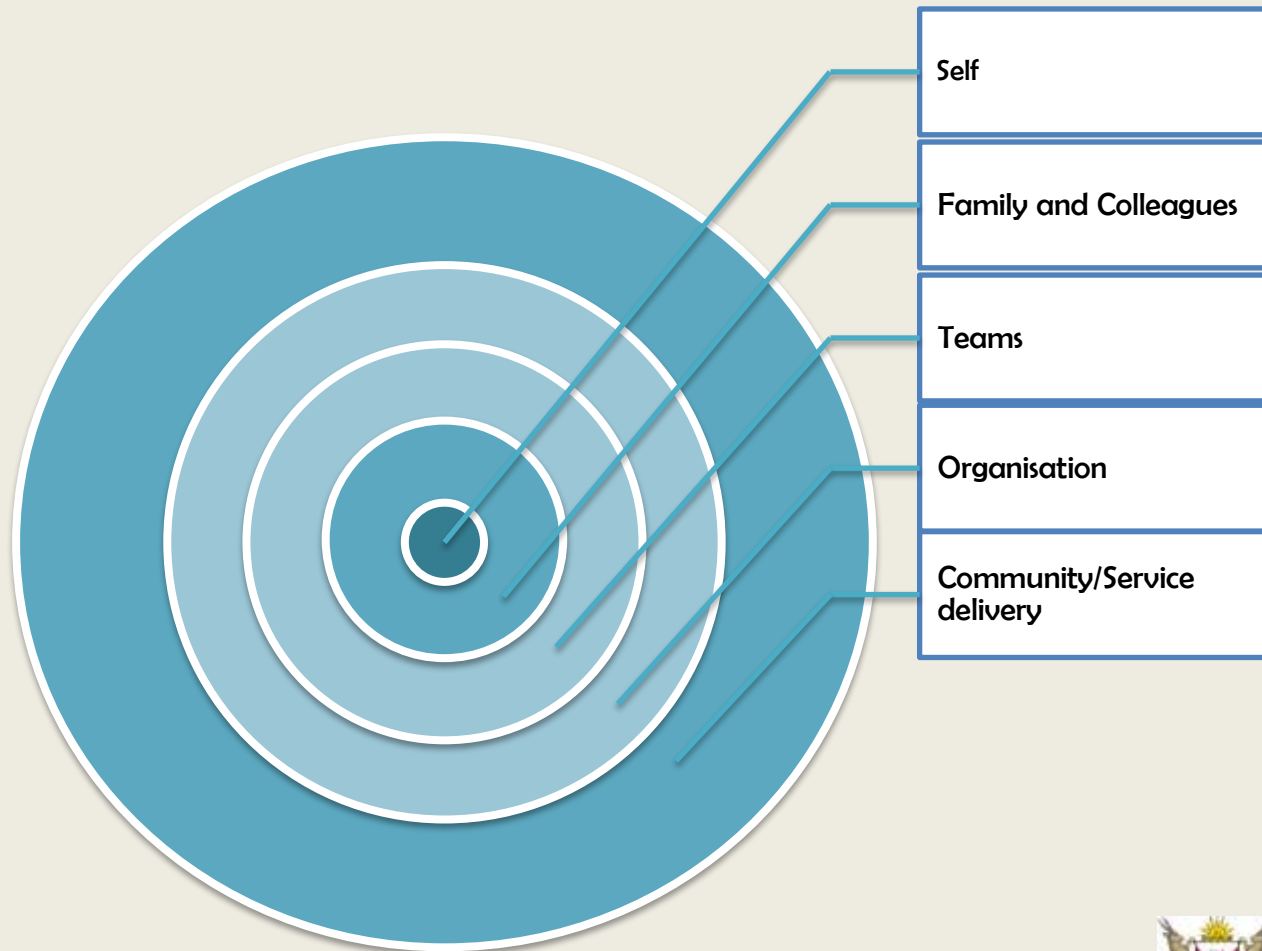 Self
Family and Colleagues
Teams
Organisation
Community/Service
delivery